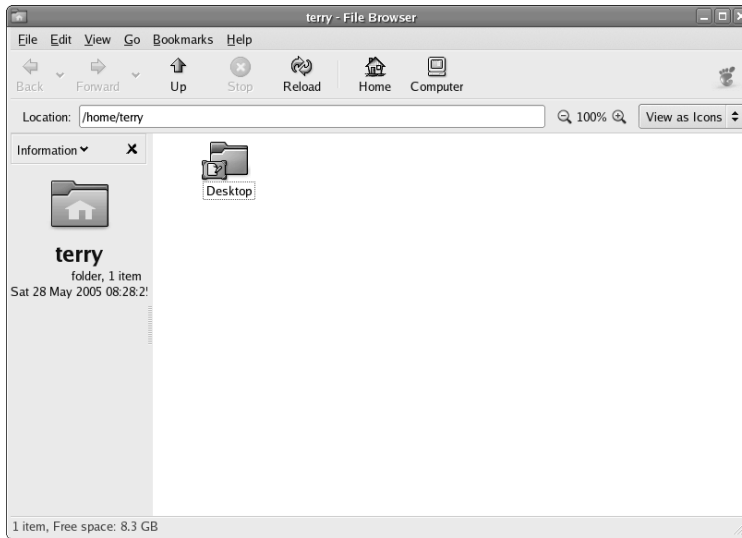 terry - File Browser
File Edit View Go Bookmarks Help
Back Forward Up Stop Reload Home Computer
Location: /home/terry 100% View as Icons
Information
Desktop
terry
folder, 1 item
Sat 28 May 2005 08:28:2
1 item, Free space: 8.3 GB